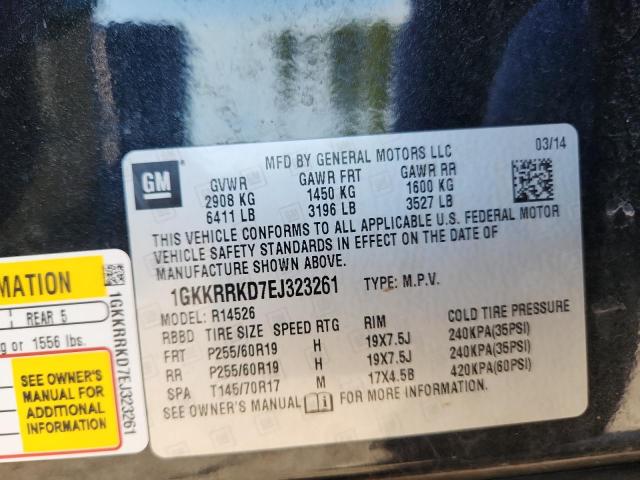 GM
MFD BY GENERAL MOTORS LLC
03/14
GVWR GAWR FRT GAWR RR
2908 KG 1450 KG 1600 KG
6411 LB 3196 LB 3527 LB
THIS VEHICLE CONFORMS TO ALL APPLICABLE U.S. FEDERAL MOTOR
VEHICLE SAFETY STANDARDS IN EFFECT ON THE DATE OF
MANUFACTURE SHOWN ABOVE.
1GKKRRKD7EJ323261 TYPE: M.P.V.
MODEL: R14526
RBBD TIRE SIZE SPEED RTG RIM COLD TIRE PRESSURE
FRT P255/60R19 H 19X7.5J 240KPA(35PSI)
RR P255/60R19 H 19X7.5J 240KPA(35PSI)
SPA T145/70R17 M 17X4.5B 420KPA(60PSI)
SEE OWNER'S MANUAL FOR MORE INFORMATION.
MATION
REAR 5
g or 1556 lbs.
SEE OWNER'S
MANUAL FOR
ADDITIONAL
INFORMATION
1GKKRRKD7EJ323261